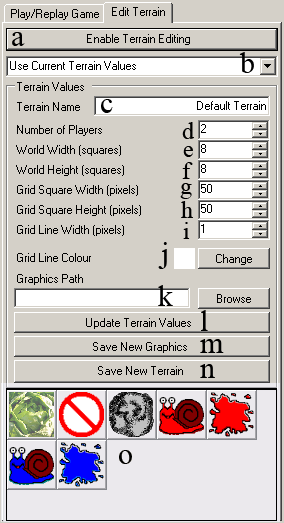 Play/Replay Game Edit Terrain
a Enable Terrain Editing
Use Current Terrain Values b
Terrain Values
Terrain Name c Default Terrain
Number of Players d 2
World Width (squares) e 8
World Height (squares) f 8
Grid Square Width (pixels) g 50
Grid Square Height (pixels) h 50
Grid Line Width (pixels) i 1
Grid Line Colour j Change
Graphics Path
k Browse
Update Terrain Values l
Save New Graphics m
Save New Terrain n
o